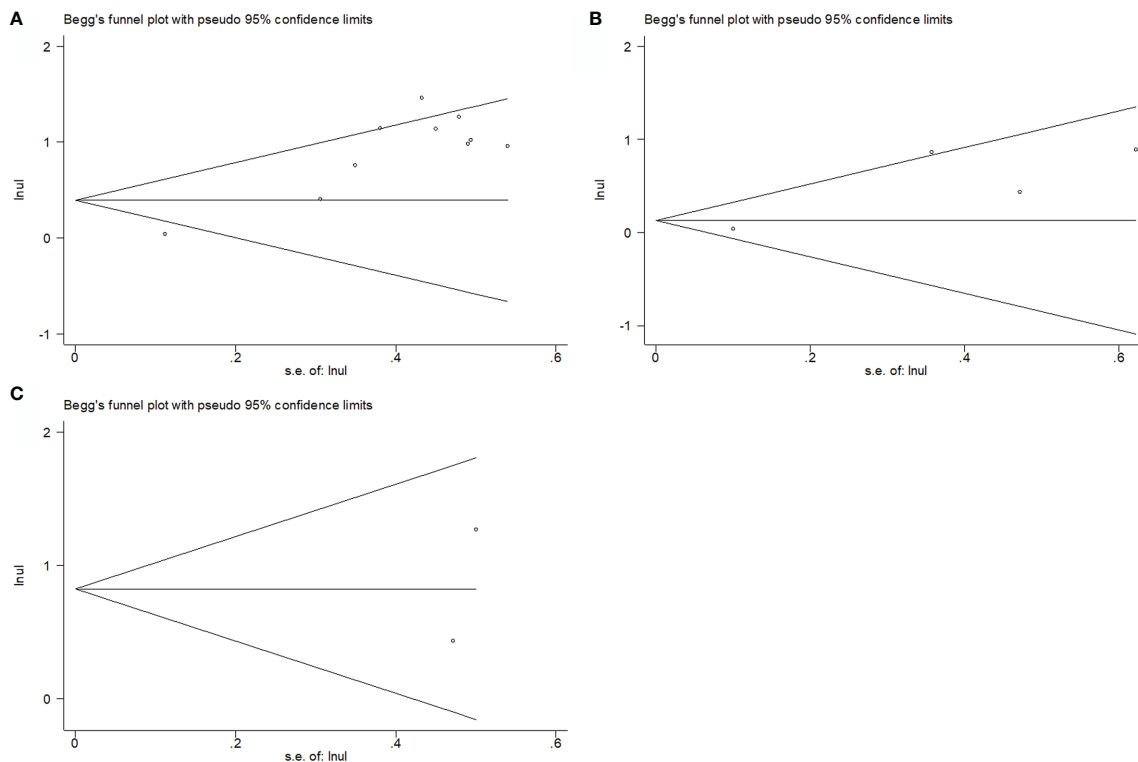 A
Begg's funnel plot with pseudo 95% confidence limits
2
1
0
-1
lnul
0 .2 .4 .6
s.e. of: lnul
B
Begg's funnel plot with pseudo 95% confidence limits
2
1
0
-1
lnul
0 .2 .4 .6
s.e. of: lnul
C
Begg's funnel plot with pseudo 95% confidence limits
2
1
0
lnul
0 .2 .4 .6
s.e. of: lnul